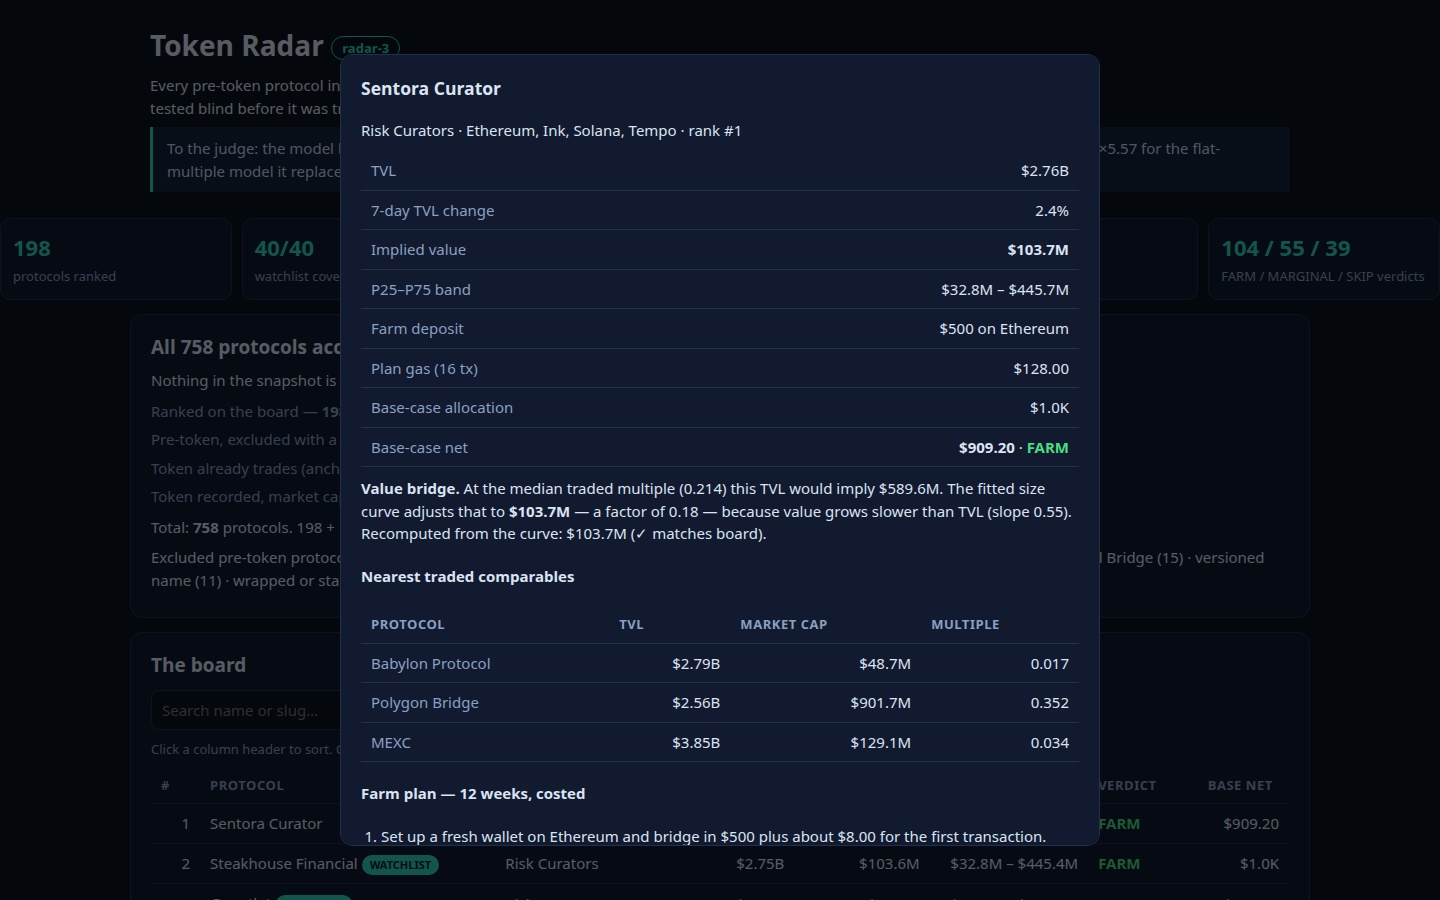 Token Radar radar-3
Every pre-token protocol in
tested blind before it was tr
To the judge: the model
×5.57 for the flat-
multiple model it replace
198
protocols ranked
40/40
watchlist cove
104 / 55 / 39
FARM / MARGINAL / SKIP verdicts
All 758 protocols acc
Nothing in the snapshot is
Ranked on the board — 19
Pre-token, excluded with a
Token already trades (anch
Token recorded, market ca
Total: 758 protocols. 198 +
Excluded pre-token protoc
l Bridge (15) · versioned
name (11) · wrapped or sta
The board
Search name or slug...
Click a column header to sort.
# PROTOCOL VERDICT BASE NET
1 Sentora Curator FARM $909.20
2 Steakhouse Financial WATCHLIST Risk Curators $2.75B $103.6M $32.8M – $445.4M FARM $1.0K
Sentora Curator
Risk Curators · Ethereum, Ink, Solana, Tempo · rank #1
TVL $2.76B
7-day TVL change 2.4%
Implied value $103.7M
P25–P75 band $32.8M – $445.7M
Farm deposit $500 on Ethereum
Plan gas (16 tx) $128.00
Base-case allocation $1.0K
Base-case net $909.20 · FARM
Value bridge. At the median traded multiple (0.214) this TVL would imply $589.6M. The fitted size
curve adjusts that to $103.7M — a factor of 0.18 — because value grows slower than TVL (slope 0.55).
Recomputed from the curve: $103.7M (✓ matches board).
Nearest traded comparables
PROTOCOL TVL MARKET CAP MULTIPLE
Babylon Protocol $2.79B $48.7M 0.017
Polygon Bridge $2.56B $901.7M 0.352
MEXC $3.85B $129.1M 0.034
Farm plan — 12 weeks, costed
1. Set up a fresh wallet on Ethereum and bridge in $500 plus about $8.00 for the first transaction.